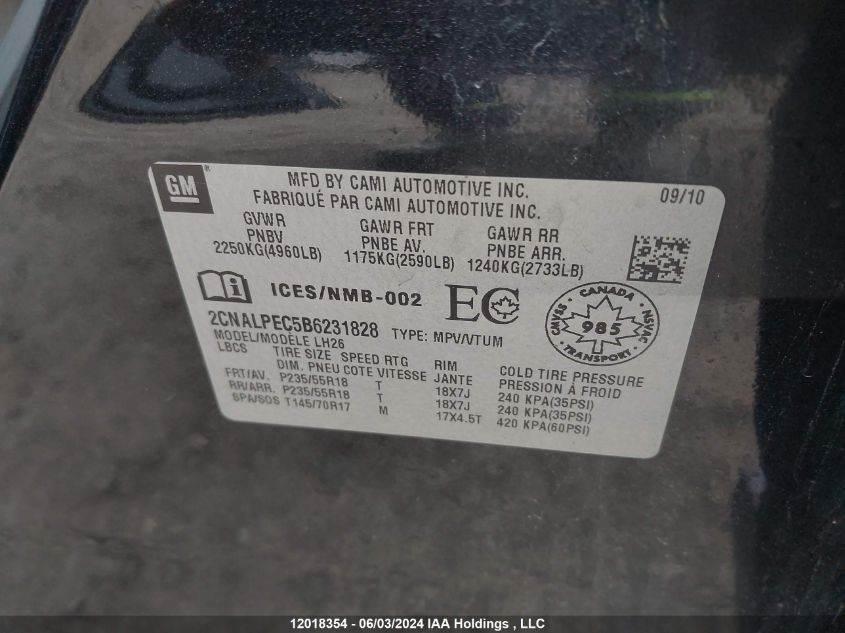 GM ®
MFD BY CAMI AUTOMOTIVE INC.
FABRIQUÉ PAR CAMI AUTOMOTIVE INC.
09/10
GVWR GAWR FRT GAWR RR
PNBV PNBE AV. PNBE ARR.
2250KG(4960LB) 1175KG(2590LB) 1240KG(2733LB)
i ICES/NMB-002 EC
CANADA
CMVSS 985 NSVAC
TRANSPORT
2CNALPEC5B6231828 TYPE: MPV/VTUM
MODEL/MODÈLE LH26
LBCS TIRE SIZE SPEED RTG RIM COLD TIRE PRESSURE
DIM. PNEU COTE VITESSE JANTE PRESSION À FROID
FRT/AV. P235/55R18 T 18X7J 240 KPA(35PSI)
RR/ARR. P235/55R18 T 18X7J 240 KPA(35PSI)
SPA/SOS T145/70R17 M 17X4.5T 420 KPA(60PSI)
12018354 - 06/03/2024 IAA Holdings , LLC